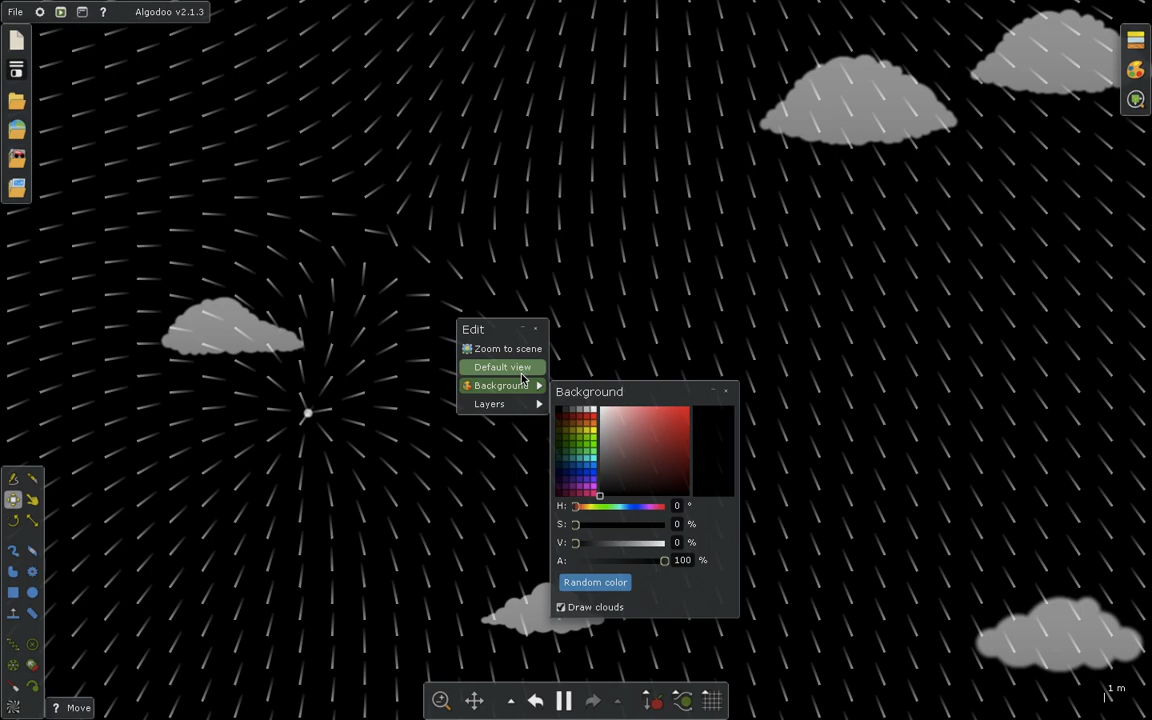 File ? Algodoo v2.1.3
Edit
Zoom to scene
Default view
Background
Layers
Background
H: 0 °
S: 0 %
V: 0 %
A: 100 %
Random color
Draw clouds
1 m
? Move